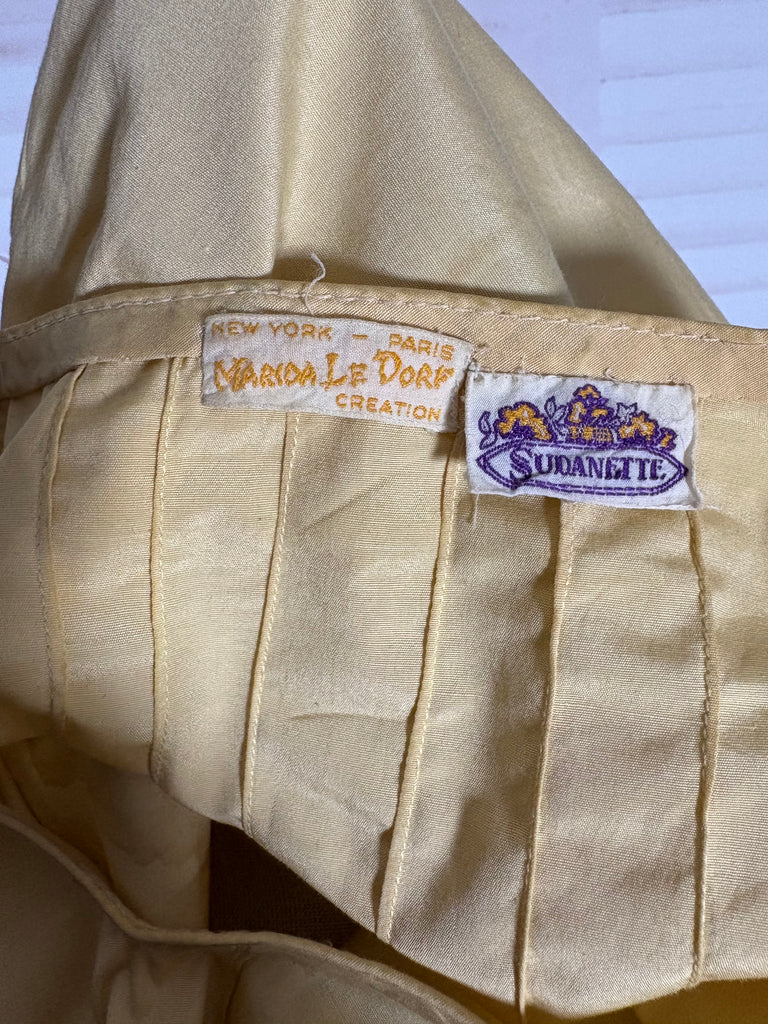 NEW YORK — PARIS
MARIDA LE'DORF
CREATION
SUDANETTE